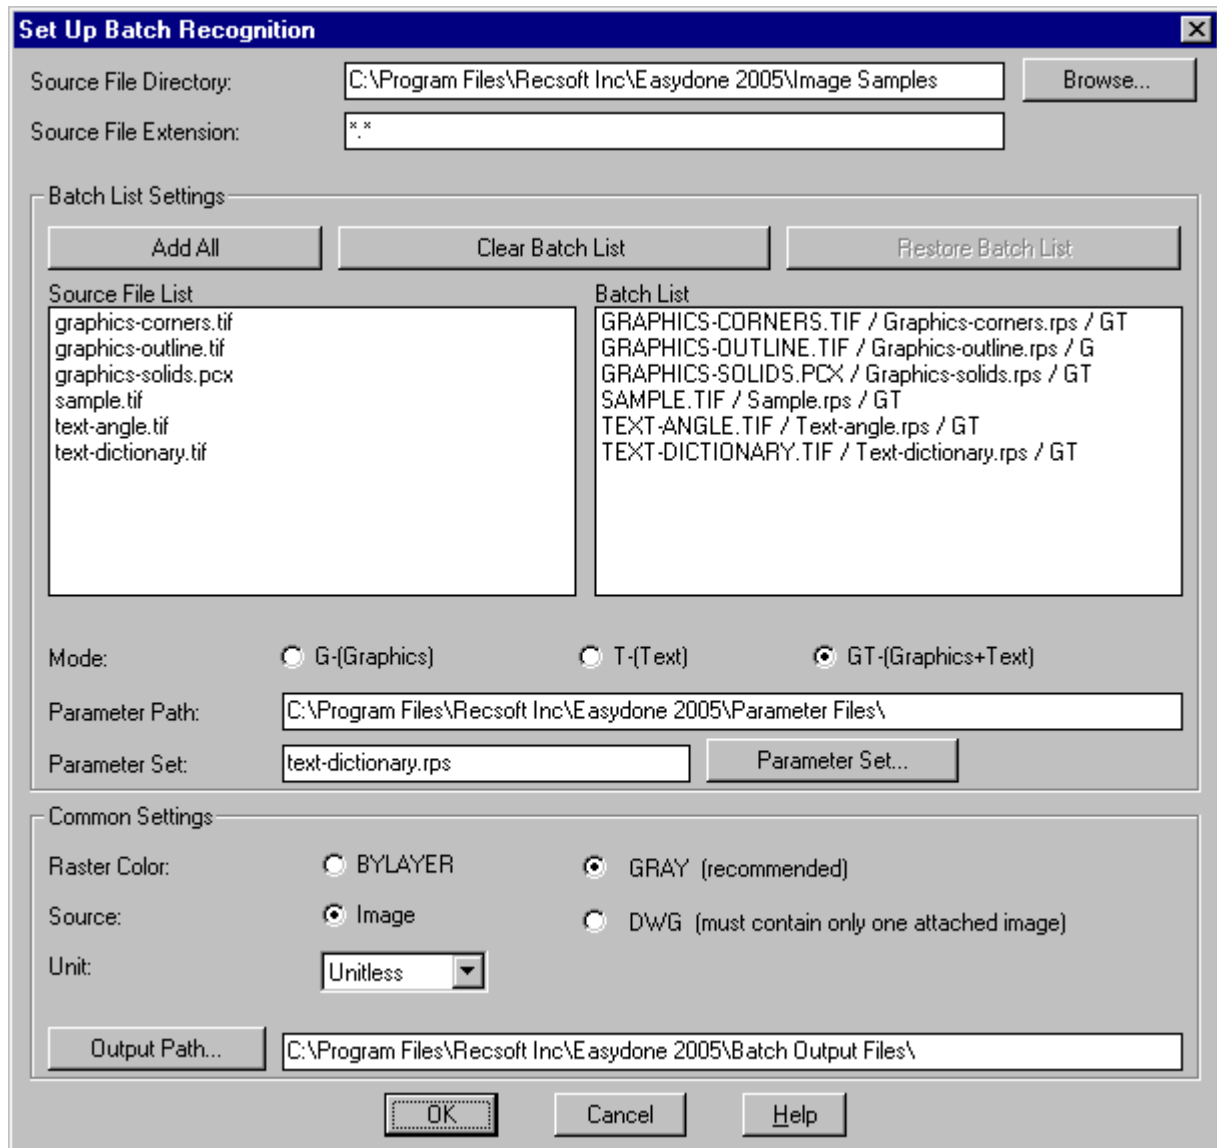 Set Up Batch Recognition
Source File Directory: C:\Program Files\Recsoft Inc\Easydone 2005\Image Samples Browse...
Source File Extension: *.*
Batch List Settings
Add All Clear Batch List Restore Batch List
Source File List
graphics-corners.tif
graphics-outline.tif
graphics-solids.pcx
sample.tif
text-angle.tif
text-dictionary.tif
Batch List
GRAPHICS-CORNERS.TIF / Graphics-corners.rps / GT
GRAPHICS-OUTLINE.TIF / Graphics-outline.rps / G
GRAPHICS-SOLIDS.PCX / Graphics-solids.rps / GT
SAMPLE.TIF / Sample.rps / GT
TEXT-ANGLE.TIF / Text-angle.rps / GT
TEXT-DICTIONARY.TIF / Text-dictionary.rps / GT
Mode: G-(Graphics) T-(Text) GT-(Graphics+Text)
Parameter Path: C:\Program Files\Recsoft Inc\Easydone 2005\Parameter Files\
Parameter Set: text-dictionary.rps Parameter Set...
Common Settings
Raster Color: BYLAYER GRAY (recommended)
Source: Image DWG (must contain only one attached image)
Unit: Unitless
Output Path... C:\Program Files\Recsoft Inc\Easydone 2005\Batch Output Files\
OK Cancel Help